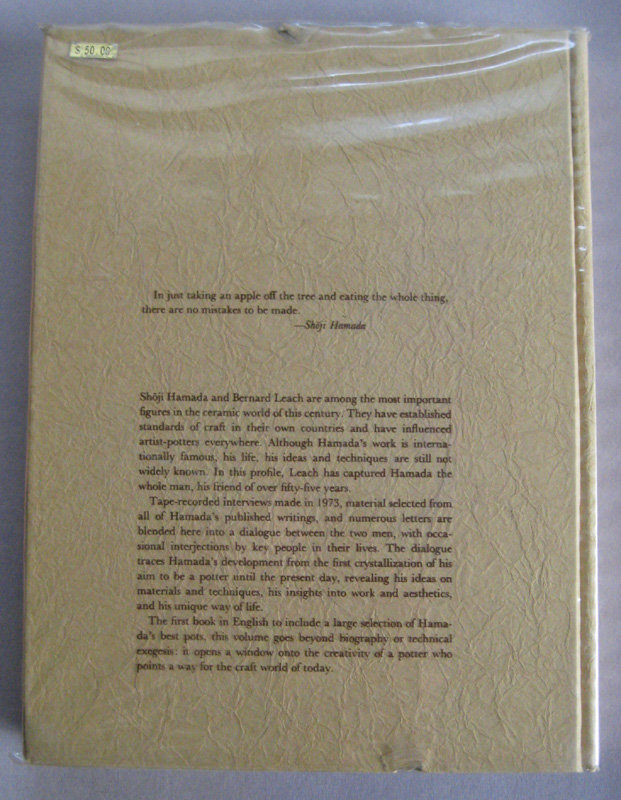 $ 50.00
In just taking an apple off the tree and eating the whole thing,
there are no mistakes to be made.
—Shōji Hamada
Shōji Hamada and Bernard Leach are among the most important
figures in the ceramic world of this century. They have established
standards of craft in their own countries and have influenced
artist-potters everywhere. Although Hamada's work is interna-
tionally famous, his life, his ideas and techniques are still not
widely known. In this profile, Leach has captured Hamada the
whole man, his friend of over fifty-five years.
Tape-recorded interviews made in 1973, material selected from
all of Hamada's published writings, and numerous letters are
blended here into a dialogue between the two men, with occa-
sional interjections by key people in their lives. The dialogue
traces Hamada's development from the first crystallization of his
aim to be a potter until the present day, revealing his ideas on
materials and techniques, his insights into work and aesthetics,
and his unique way of life.
The first book in English to include a large selection of Hama-
da's best pots, this volume goes beyond biography or technical
exegesis: it opens a window onto the creativity of a potter who
points a way for the craft world of today.